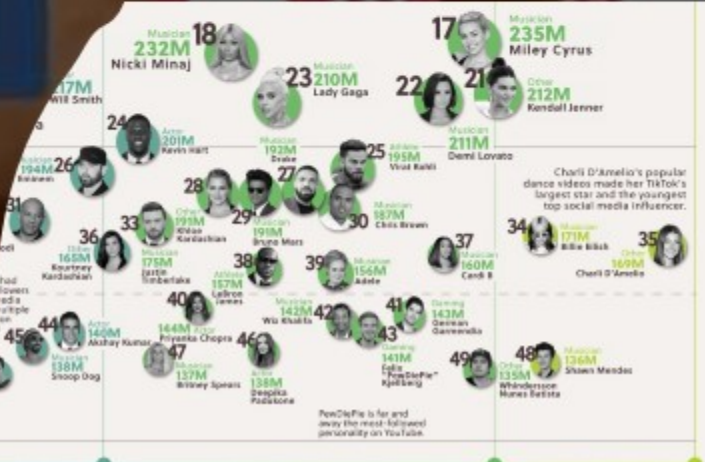 Musician
232M
Nicki Minaj
18
17
Musician
235M
Miley Cyrus
217M
Will Smith
23
Musician
210M
Lady Gaga
22
21
Other
212M
Kendall Jenner
24
Actor
201M
Kevin Hart
Musician
192M
Drake
25
Athlete
195M
Virat Kohli
Musician
211M
Demi Lovato
194M
Eminem
26
28
27
Charli D'Amelio's popular
dance videos made her TikTok's
largest star and the youngest
top social media influencer.
31
33
Other
191M
Khloe
Kardashian
29
Musician
191M
Bruno Mars
30
Musician
187M
Chris Brown
34
Musician
171M
Billie Eilish
35
Other
169M
Charli D'Amelio
36
Other
165M
Kourtney
Kardashian
Musician
175M
Justin
Timberlake
38
Athlete
157M
LeBron
James
39
Musician
156M
Adele
37
Musician
160M
Cardi B
40
164M Actor
Priyanka Chopra
Musician
142M
Wiz Khalifa
42
41
Gaming
143M
German
Garmendia
43
Gaming
141M
Felix
"PewDiePie"
Kjellberg
45
44
Actor
140M
Akshay Kumar
Musician
138M
Snoop Dog
47
Musician
137M
Britney Spears
46
Actor
138M
Deepika
Padukone
49
Other
135M
Whindersson
Nunes Batista
48
Musician
136M
Shawn Mendes
PewDiePie is far and
away the most-followed
personality on YouTube.